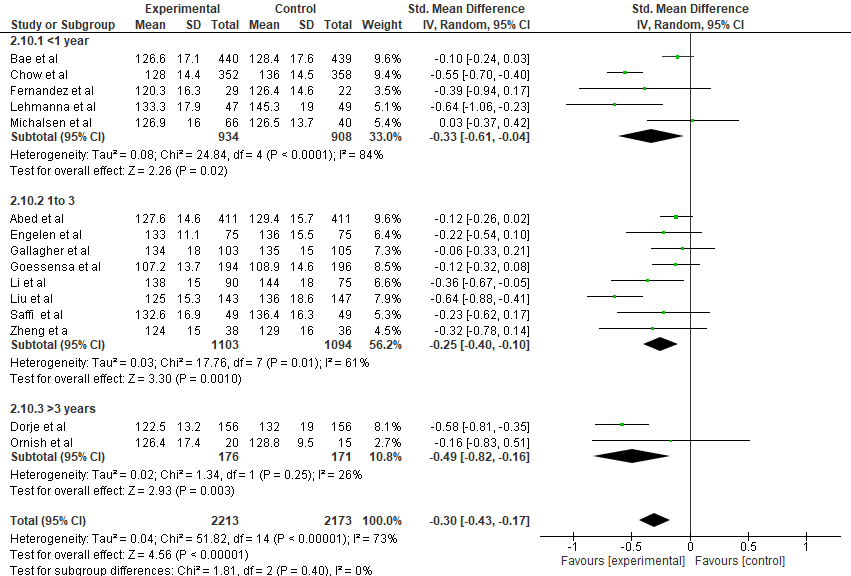 Experimental Control Std. Mean Difference Std. Mean Difference
Study or Subgroup Mean SD Total Mean SD Total Weight IV, Random, 95% CI IV, Random, 95% CI
2.10.1 <1 year
Bae et al 126.6 17.1 440 128.4 17.6 439 9.6% -0.10 [-0.24, 0.03]
Chow et al 128 14.4 352 136 14.5 358 9.4% -0.55 [-0.70, -0.40]
Fernandez et al 120.3 16.3 29 126.4 14.6 22 3.6% -0.39 [-0.94, 0.17]
Lehmanna et al 133.3 17.9 47 145.3 19 49 5.2% -0.64 [-1.06, -0.23]
Michalsen et al 126.9 16 66 126.5 13.7 40 5.4% 0.03 [-0.37, 0.42]
Subtotal (95% CI) 934 908 33.0% -0.33 [-0.61, -0.04]
Heterogeneity: Tau² = 0.08; Chi² = 24.84, df = 4 (P < 0.0001); I² = 84%
Test for overall effect: Z = 2.26 (P = 0.02)
2.10.2 1to 3
Abed et al 127.6 14.6 411 129.4 15.7 411 9.6% -0.12 [-0.26, 0.02]
Engelen et al 133 11.1 75 136 15.5 75 6.4% -0.22 [-0.54, 0.10]
Gallagher et al 134 18 103 135 15 105 7.3% -0.06 [-0.33, 0.21]
Goessensa et al 107.2 13.7 194 108.9 14.6 196 8.5% -0.12 [-0.32, 0.08]
Li et al 138 15 90 144 18 75 6.7% -0.36 [-0.67, -0.05]
Liu et al 125 15.3 143 136 18.6 147 7.9% -0.64 [-0.88, -0.41]
Saffi et al 132.6 16.9 49 136.4 16.3 49 5.3% -0.23 [-0.62, 0.17]
Zheng et a 124 15 38 129 16 36 4.5% -0.32 [-0.78, 0.14]
Subtotal (95% CI) 1103 1094 56.2% -0.25 [-0.40, -0.10]
Heterogeneity: Tau² = 0.03; Chi² = 17.76, df = 7 (P = 0.01); I² = 61%
Test for overall effect: Z = 3.30 (P = 0.0010)
2.10.3 >3 years
Dorje et al 122.5 13.2 156 132 19 156 8.1% -0.58 [-0.81, -0.35]
Ornish et al 126.4 17.4 20 128.8 9.5 15 2.7% -0.16 [-0.83, 0.51]
Subtotal (95% CI) 176 171 10.8% -0.49 [-0.82, -0.16]
Heterogeneity: Tau² = 0.02; Chi² = 1.34, df = 1 (P = 0.25); I² = 26%
Test for overall effect: Z = 2.93 (P = 0.003)
Total (95% CI) 2213 2173 100.0% -0.30 [-0.43, -0.17]
Heterogeneity: Tau² = 0.04; Chi² = 51.82, df = 14 (P < 0.00001); I² = 73%
Test for overall effect: Z = 4.56 (P < 0.00001)
Test for subgroup differences: Chi² = 1.81, df = 2 (P = 0.40), I² = 0%
-1 -0.5 0 0.5 1
Favours [experimental] Favours [control]